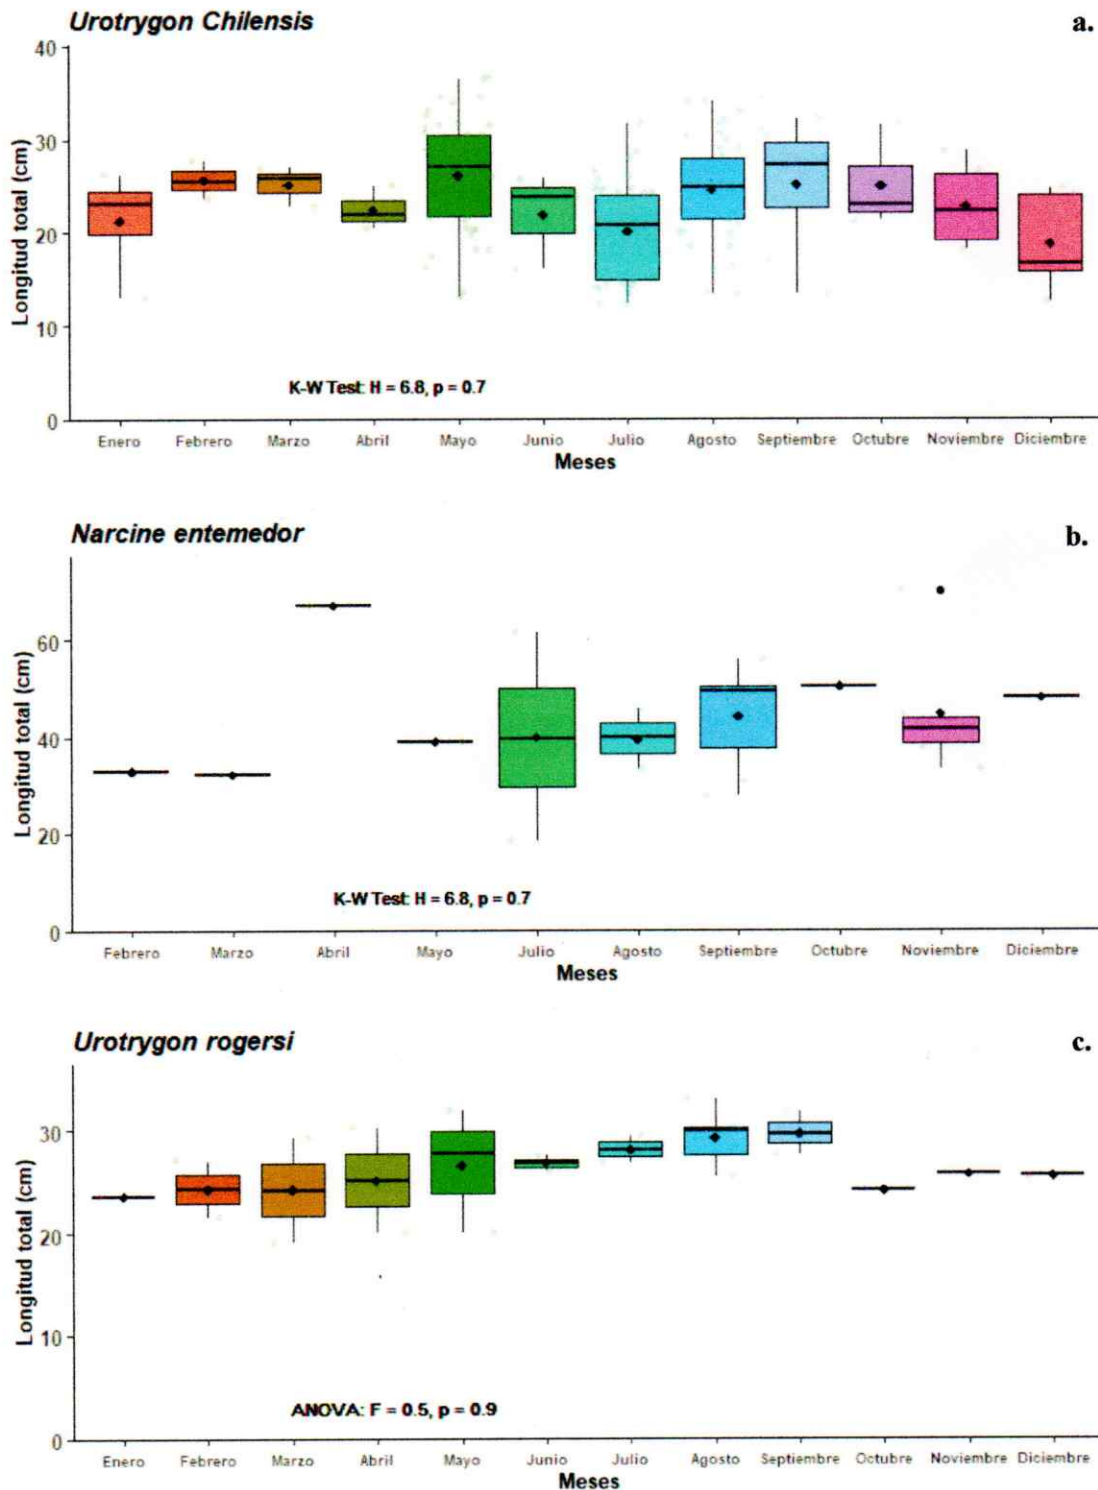 Urotrygon Chilensis
a.
40
30
20
10
0
Longitud total (cm)
K-W Test: H = 6.8, p = 0.7
Enero Febrero Marzo Abril Mayo Junio Julio Agosto Septiembre Octubre Noviembre Diciembre
Meses
Narcine entemedor
b.
60
40
20
0
Longitud total (cm)
K-W Test: H = 6.8, p = 0.7
Febrero Marzo Abril Mayo Julio Agosto Septiembre Octubre Noviembre Diciembre
Meses
Urotrygon rogersi
c.
30
20
10
0
Longitud total (cm)
ANOVA: F = 0.5, p = 0.9
Enero Febrero Marzo Abril Mayo Junio Julio Agosto Septiembre Octubre Noviembre Diciembre
Meses